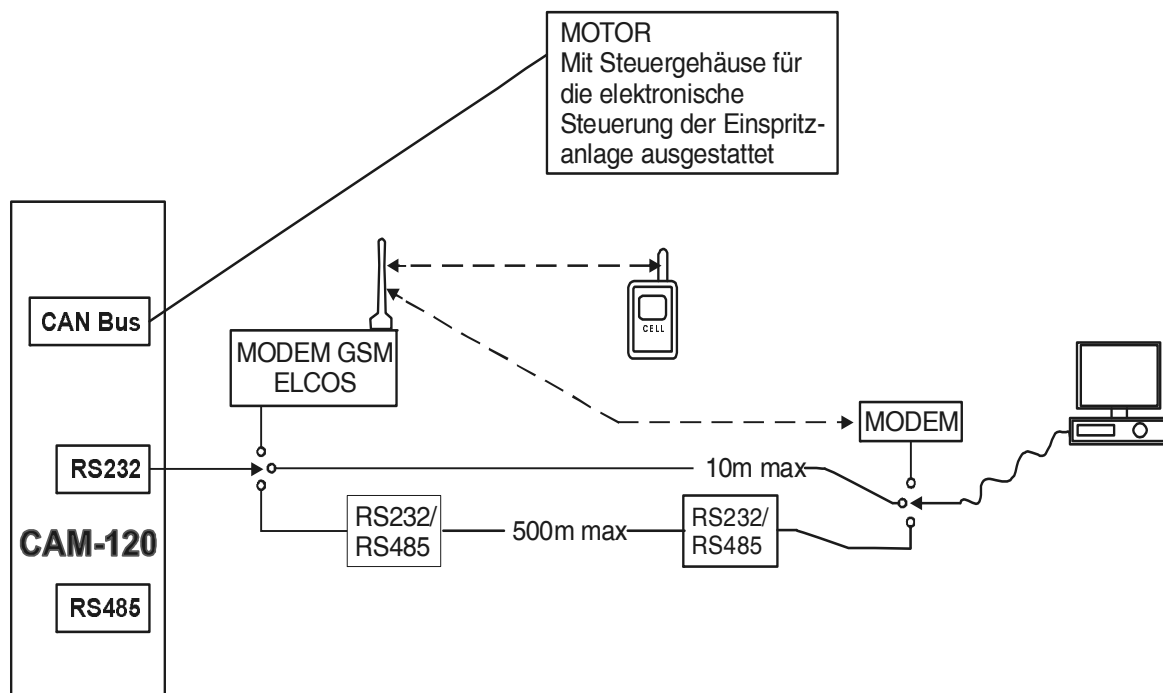 MOTOR
Mit Steuergehäuse für
die elektronische
Steuerung der Einspritz-
anlage ausgestattet
CAN Bus
CELL
MODEM GSM
ELCOS
MODEM
RS232
10m max
RS232/
RS485
500m max
RS232/
RS485
CAM-120
RS485